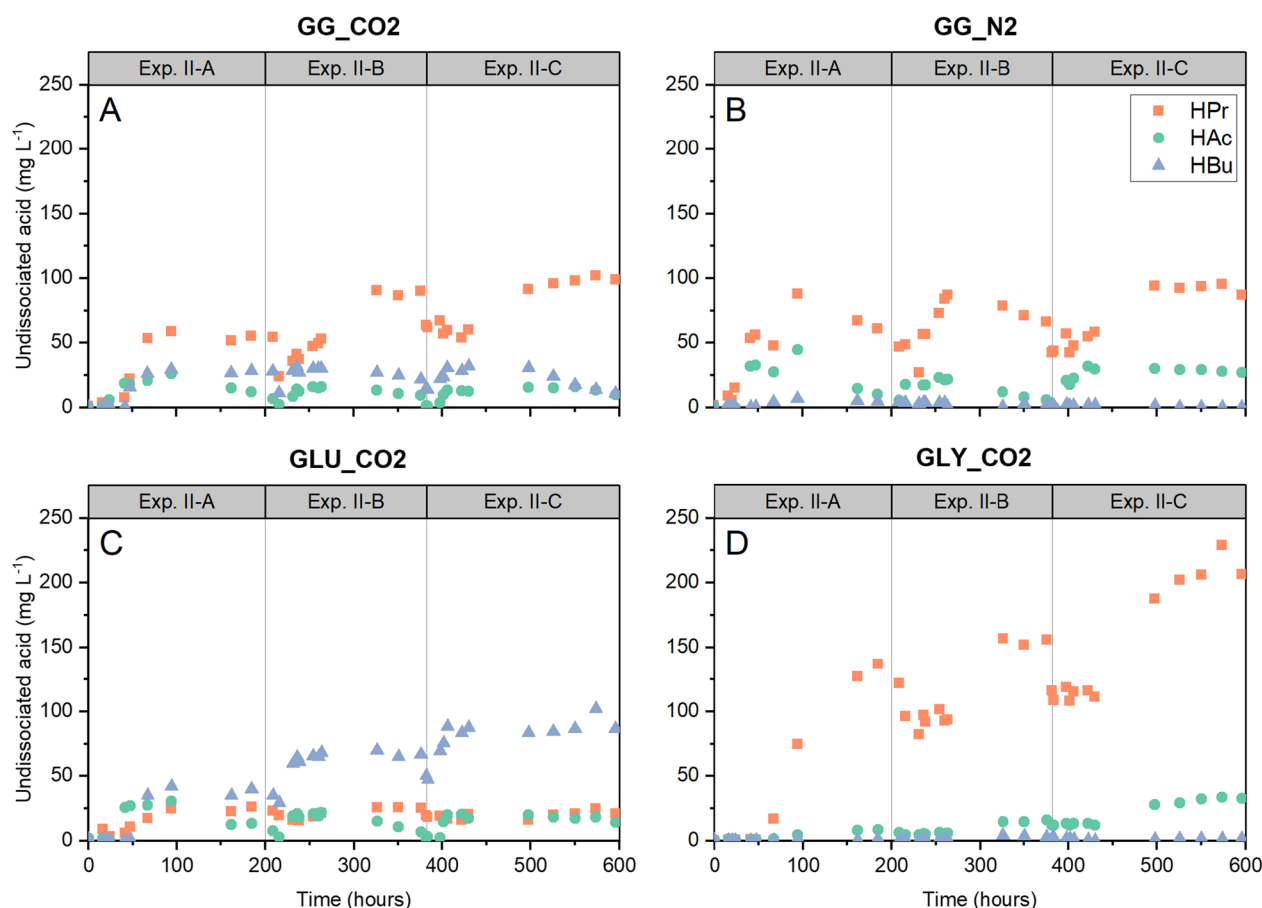 GG_CO2
GG_N2
Exp. II-A
Exp. II-B
Exp. II-C
Exp. II-A
Exp. II-B
Exp. II-C
A
B
HPr
HAc
HBu
Undissociated acid (mg L⁻¹)
250
200
150
100
50
0
250
200
150
100
50
0
GLU_CO2
GLY_CO2
Exp. II-A
Exp. II-B
Exp. II-C
Exp. II-A
Exp. II-B
Exp. II-C
C
D
Undissociated acid (mg L⁻¹)
250
200
150
100
50
0
250
200
150
100
50
0
0 100 200 300 400 500 600
0 100 200 300 400 500 600
Time (hours)
Time (hours)